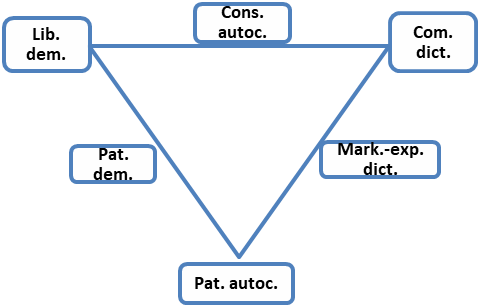 Cons.
autoc.
Lib.
dem.
Com.
dict.
Pat.
dem.
Mark.-exp.
dict.
Pat. autoc.